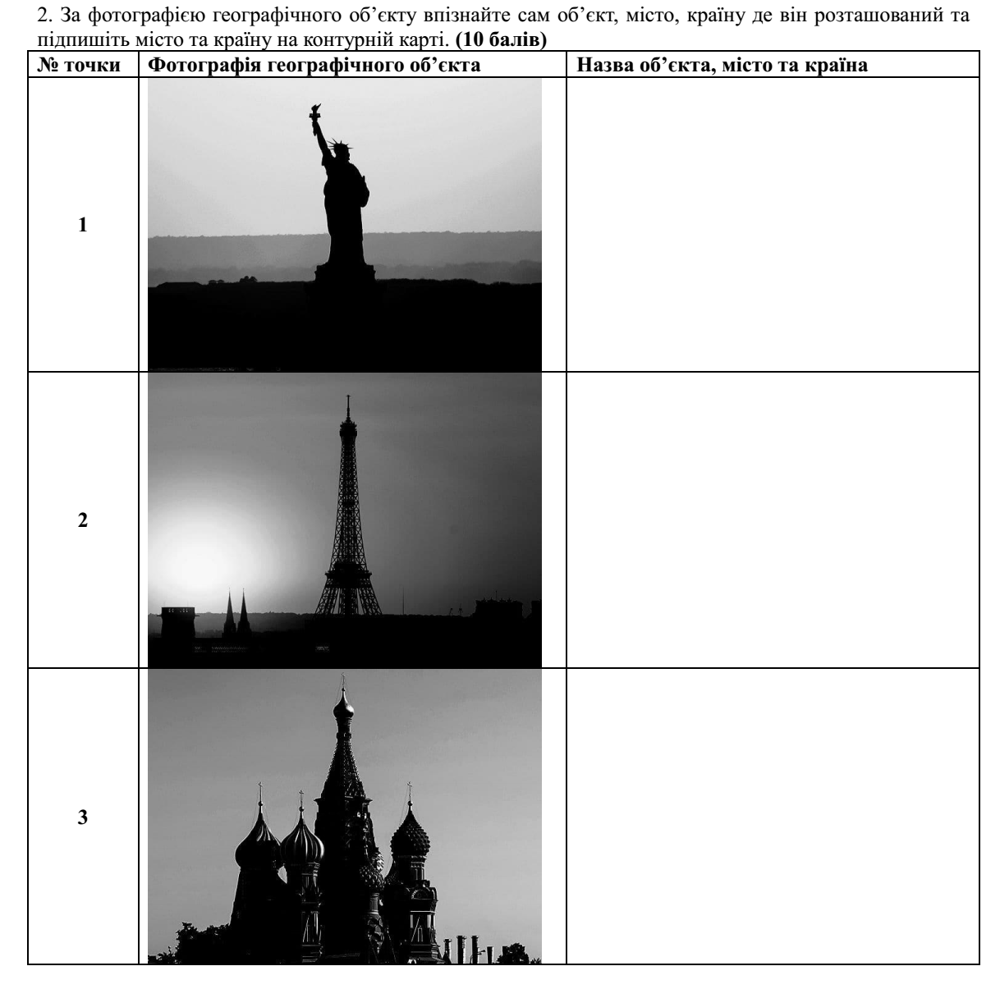 2. За фотографією географічного об’єкту впізнайте сам об’єкт, місто, країну де він розташований та
підпишіть місто та країну на контурній карті. (10 балів)
№ точки Фотографія географічного об’єкта Назва об’єкта, місто та країна
1
2
3